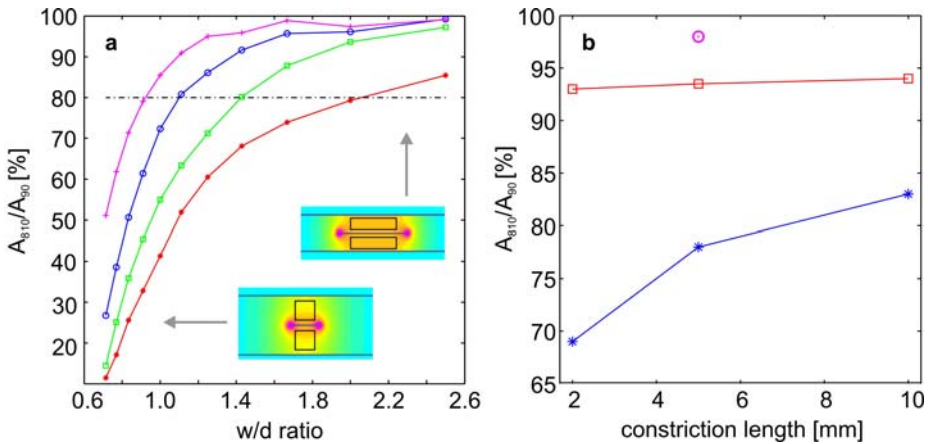 a
100
90
80
70
60
50
40
30
20
A₈₁₀/A₉₀ [%]
0.6 1.0 1.4 1.8 2.2 2.6
w/d ratio
b
100
95
90
85
80
75
70
65
A₈₁₀/A₉₀ [%]
2 4 6 8 10
constriction length [mm]